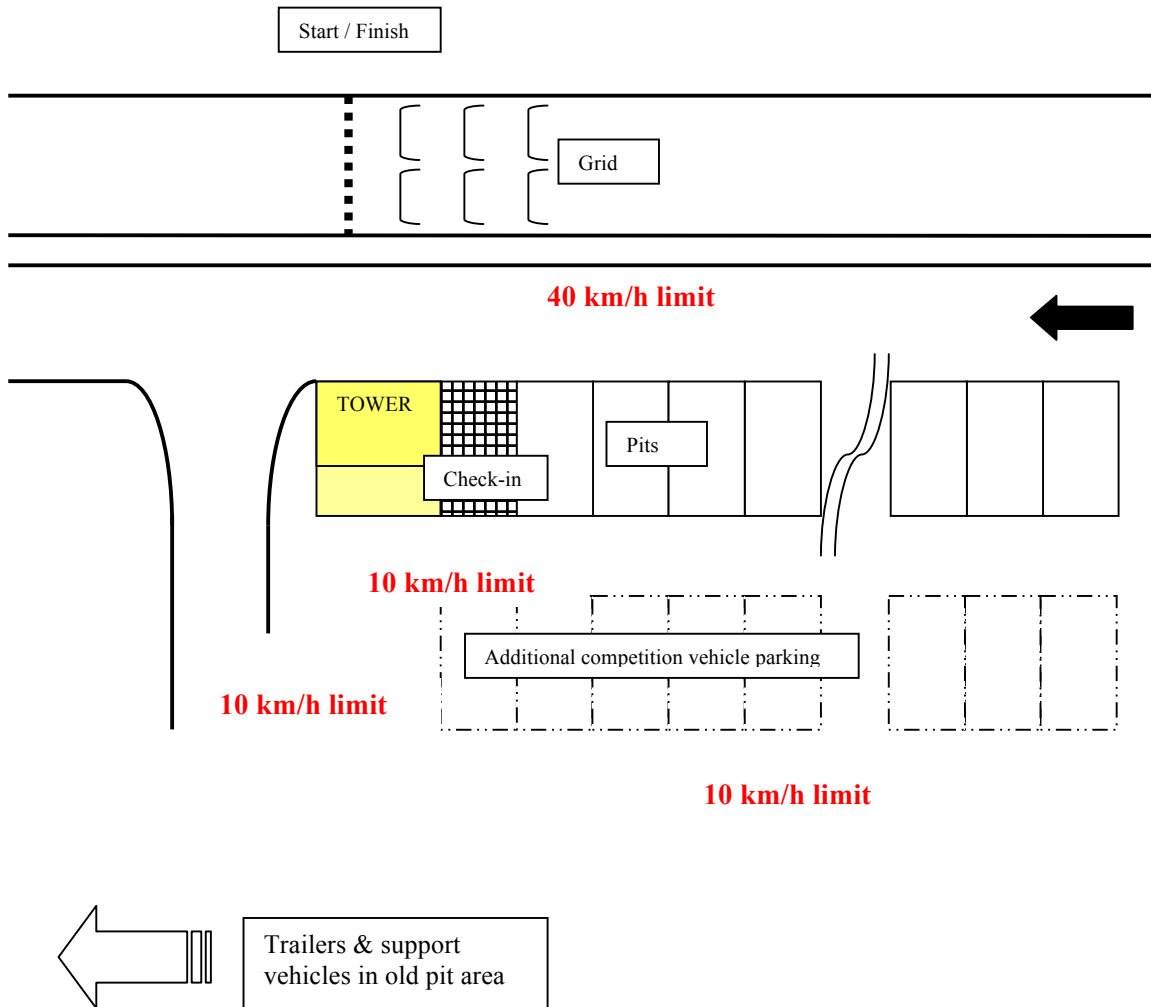 Start / Finish
Grid
40 km/h limit
TOWER
Pits
Check-in
10 km/h limit
Additional competition vehicle parking
10 km/h limit
10 km/h limit
Trailers & support
vehicles in old pit area